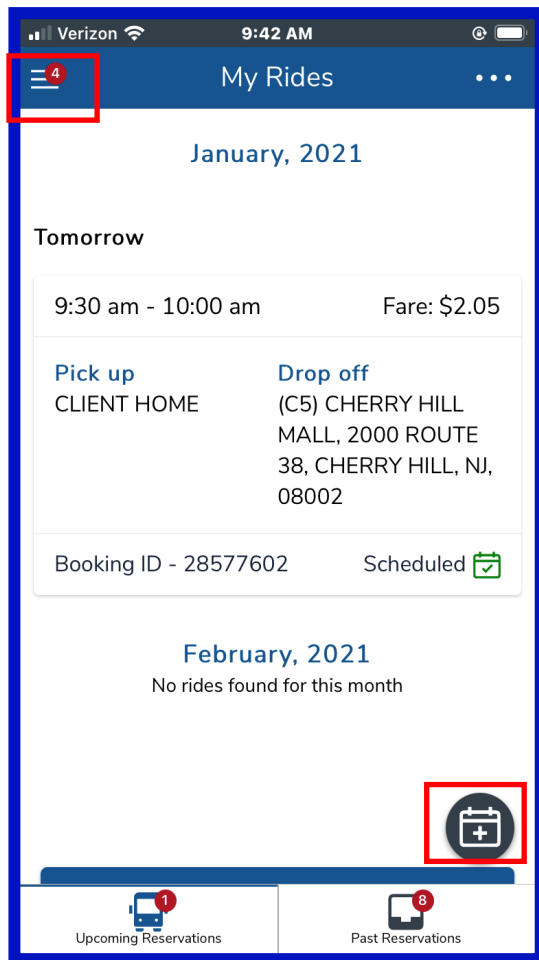 Verizon 9:42 AM
4
My Rides
January, 2021
Tomorrow
9:30 am - 10:00 am Fare: $2.05
Pick up
CLIENT HOME
Drop off
(C5) CHERRY HILL
MALL, 2000 ROUTE
38, CHERRY HILL, NJ,
08002
Booking ID - 28577602 Scheduled
February, 2021
No rides found for this month
1
Upcoming Reservations
8
Past Reservations